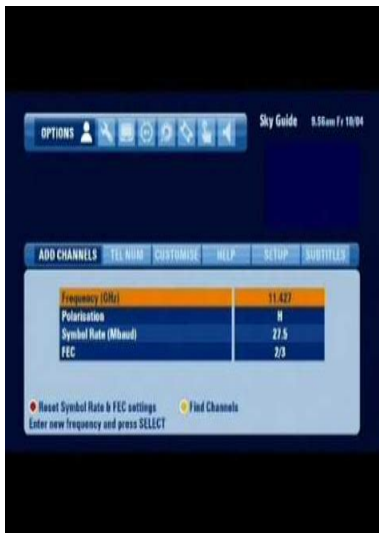 OPTIONS
Sky Guide 9.56am Fr 10/04
ADD CHANNELS TEL NUM CUSTOMISE HELP SETUP SUBTITLES
Frequency (GHz) 11.427
Polarisation H
Symbol Rate (Mbaud) 27.5
FEC 2/3
Reset Symbol Rate & FEC settings Find Channels
Enter new frequency and press SELECT